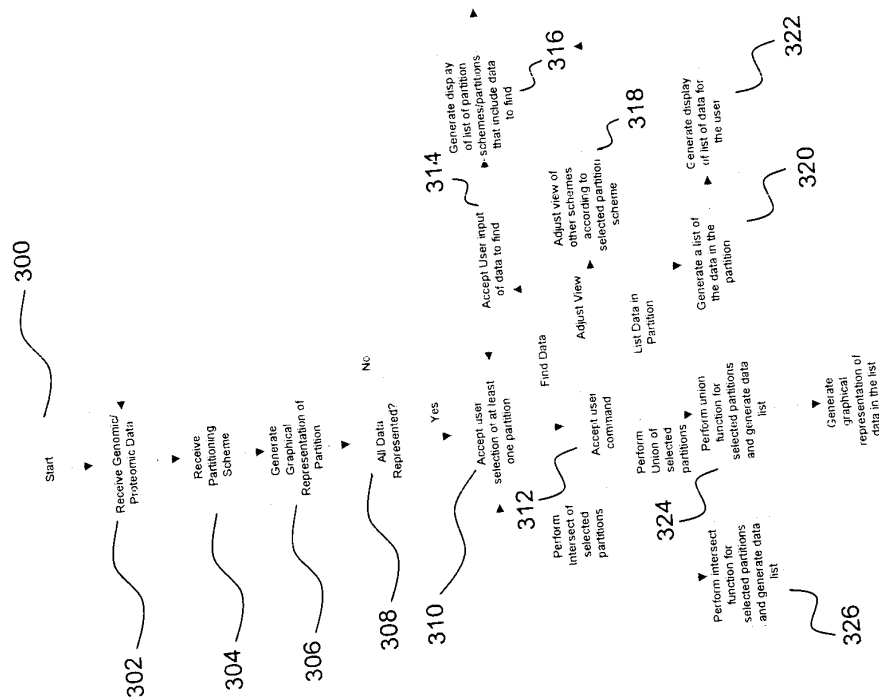 300
Start
302
Receive Genomic/
Proteomic Data
304
Receive
Partitioning
Scheme
306
Generate
Graphical
Representation of
Partition
308
All Data
Represented?
No
Yes
310
Accept user
selection of at least
one partition
312
Accept user
command
Find Data
314
Accept User input
of data to find
Generate display
of list of partition
schemes/partitions
that include data
to find
316
Adjust View
Adjust view of
other schemes
according to
selected partition
scheme
318
List Data in
Partition
Generate a list of
the data in the
partition
320
Generate display
of list of data for
the user
322
Perform
Union of
selected
partitions
324
Perform union
function for
selected partitions
and generate data
list
Perform
Intersect of
selected
partitions
Perform intersect
function for
selected partitions
and generate data
list
326
Generate
graphical
representation of
data in the list